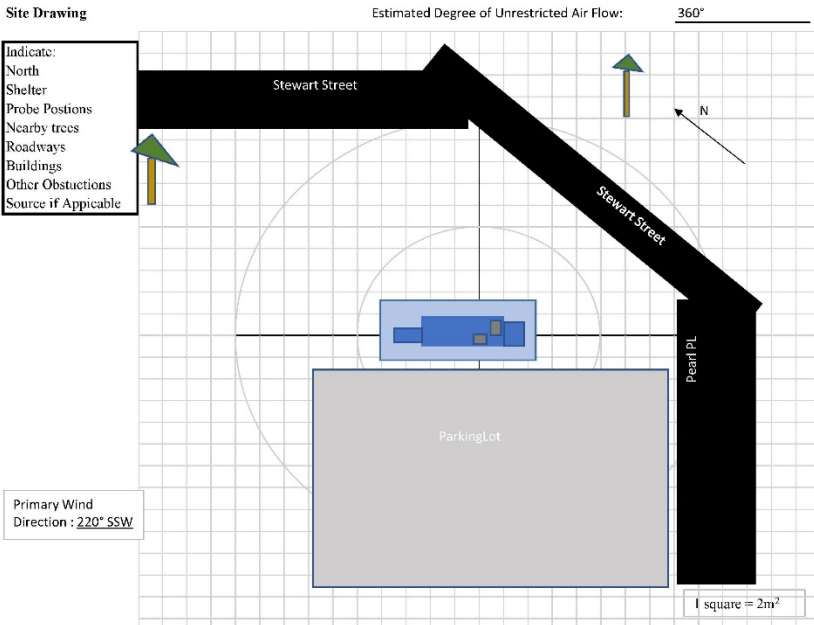 Site Drawing
Estimated Degree of Unrestricted Air Flow: 360°
Indicate:
North
Shelter
Probe Postions
Nearby trees
Roadways
Buildings
Other Obstuctions
Source if Appicable
Stewart Street
N
Stewart Street
Pearl PL
ParkingLot
Primary Wind
Direction : 220° SSW
1 square = 2m²